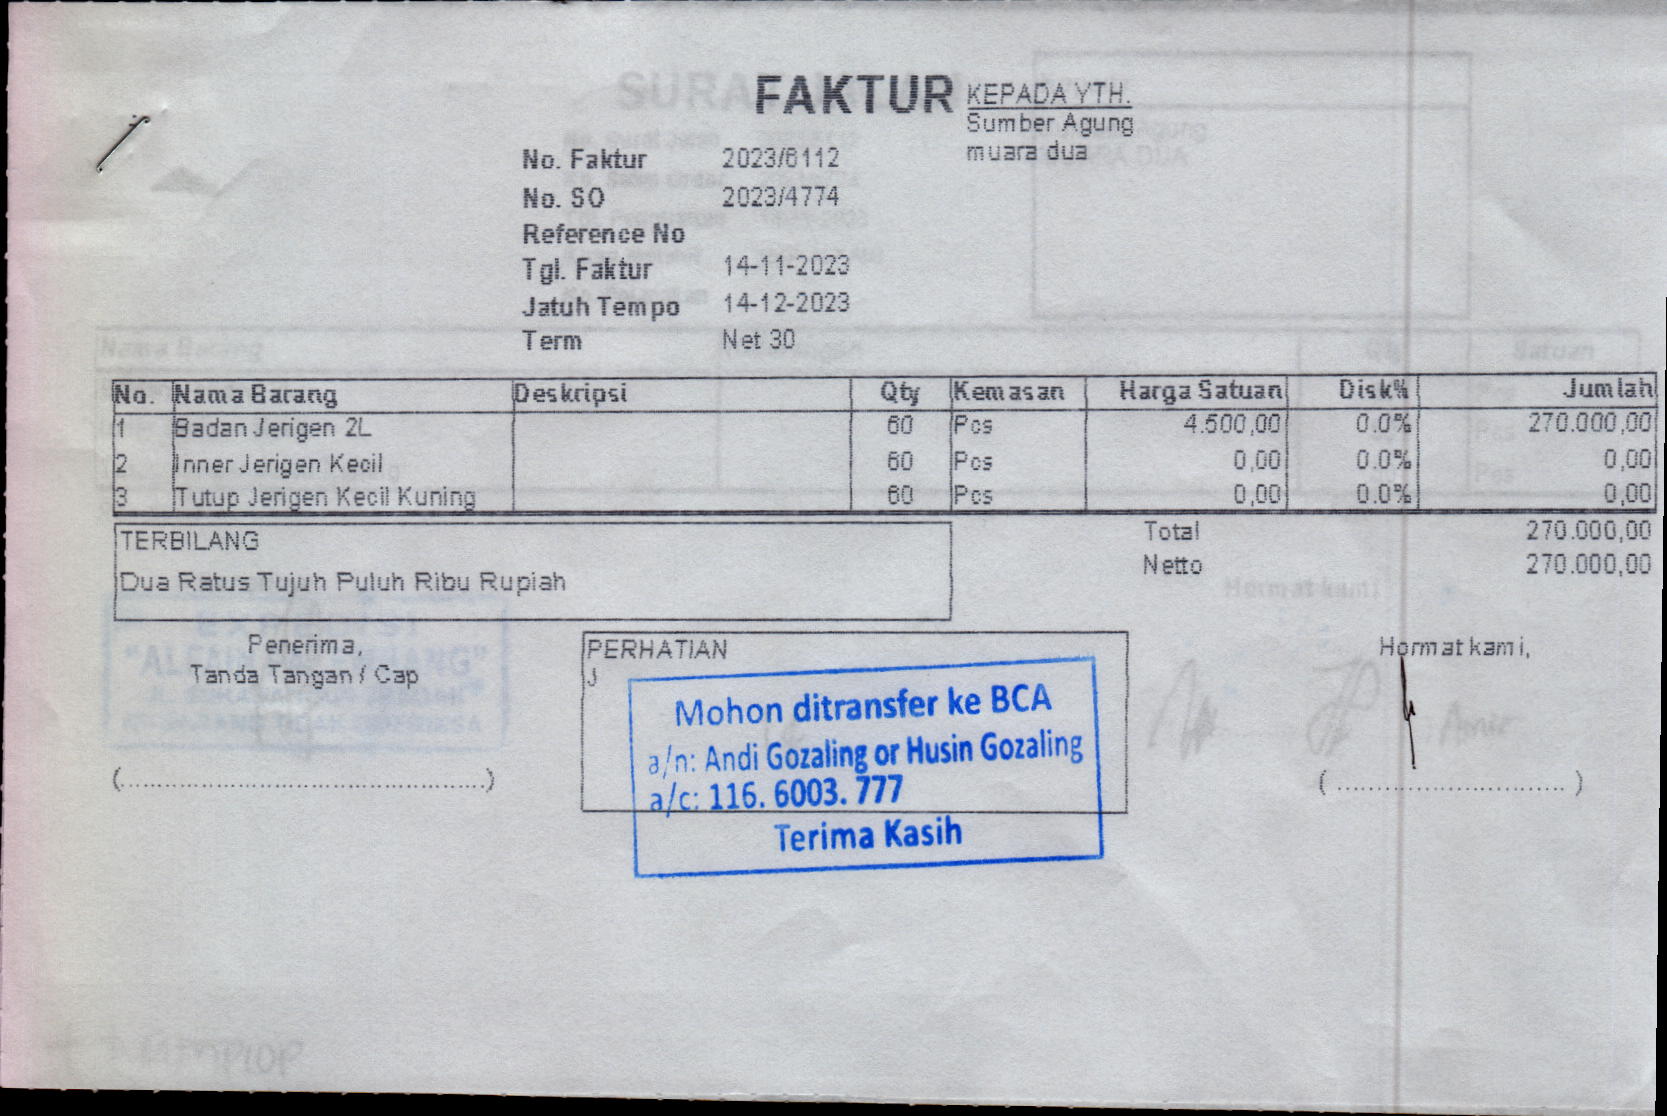 FAKTUR
KEPADA YTH.
Sumber Agung
muara dua
No. Faktur 2023/6112
No. SO 2023/4774
Reference No
Tgl. Faktur 14-11-2023
Jatuh Tempo 14-12-2023
Term Net 30
No. Nama Barang Deskripsi Qty Kemasan Harga Satuan Disk% Jumlah
1 Badan Jerigen 2L 60 Pcs 4.500,00 0.0% 270.000,00
2 Inner Jerigen Kecil 60 Pcs 0,00 0.0% 0,00
3 Tutup Jerigen Kecil Kuning 60 Pcs 0,00 0.0% 0,00
Total 270.000,00
Netto 270.000,00
TERBILANG
Dua Ratus Tujuh Puluh Ribu Rupiah
Penerima,
Tanda Tangan / Cap
(............................................)
PERHATIAN
J
Mohon ditransfer ke BCA
a/n: Andi Gozaling or Husin Gozaling
a/c: 116. 6003. 777
Terima Kasih
Hormat kami,
(............................)